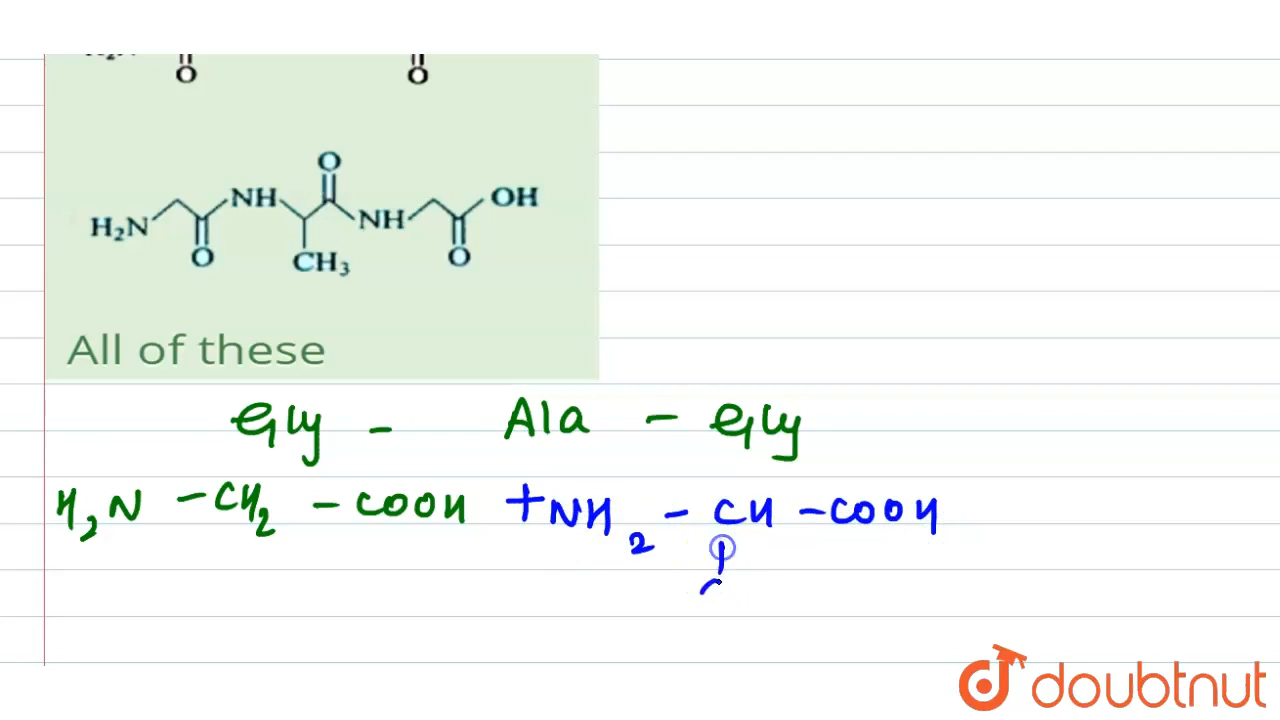 O O
O
NH OH
H₂N NH
O CH₃ O
All of these
Gly - Ala - Gly
H₂N - CH₂ - COOH + NH₂ - CH - COOH
doubtnut